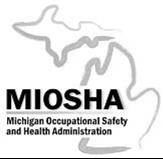 MIOSHA
Michigan Occupational Safety
and Health Administration